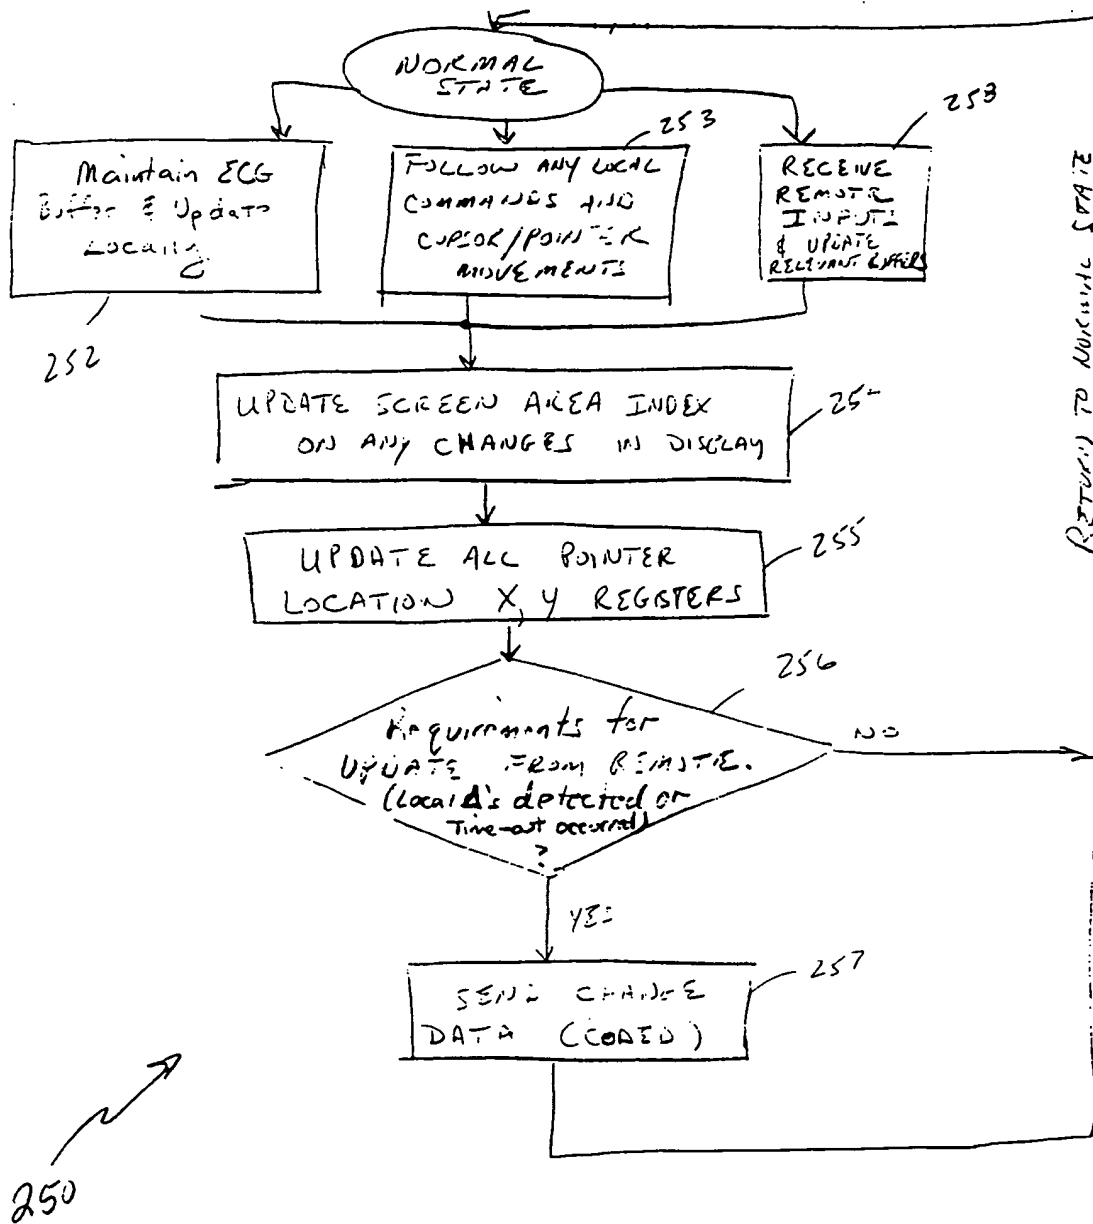 NORMAL
STATE
Maintain ECG
Buffer & Update
Locally
252
253
FOLLOW ANY LOCAL
COMMANDS AND
CURSOR/POINTER
MOVEMENTS
258
RECEIVE
REMOTE
INPUTS
& UPDATE
RELEVANT BUFFERS
UPDATE SCREEN AREA INDEX
ON ANY CHANGES IN DISPLAY
UPDATE ALL POINTER
LOCATION X, Y REGISTERS
255
256
Requirements for
UPDATE FROM REMOTE.
(Local Δ's detected or
Time-out occurred)
?
NO
YES
257
SEND CHANGE
DATA (CODED)
RETURN TO NORMAL STATE
250